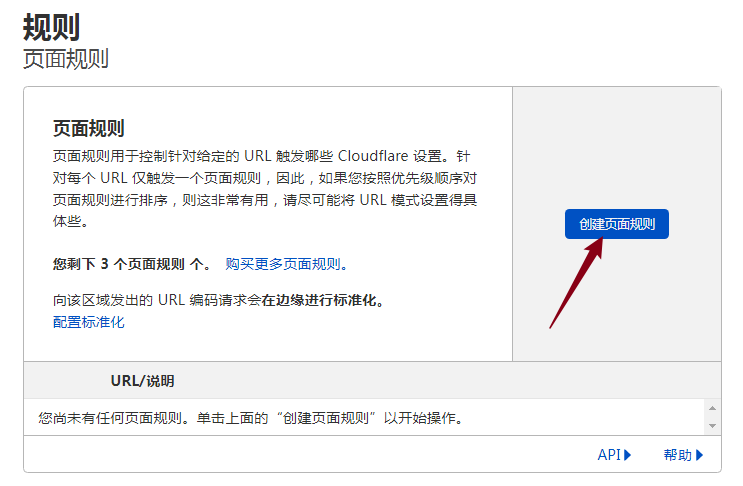 规则
页面规则
页面规则
页面规则用于控制针对给定的 URL 触发哪些 Cloudflare 设置。针
对每个 URL 仅触发一个页面规则，因此，如果您按照优先级顺序对
页面规则进行排序，则这非常有用，请尽可能将 URL 模式设置得具
体些。
创建页面规则
您剩下 3 个页面规则 个。 购买更多页面规则。
向该区域发出的 URL 编码请求会在边缘进行标准化。
配置标准化
URL/说明
您尚未有任何页面规则。单击上面的“创建页面规则”以开始操作。
API 帮助